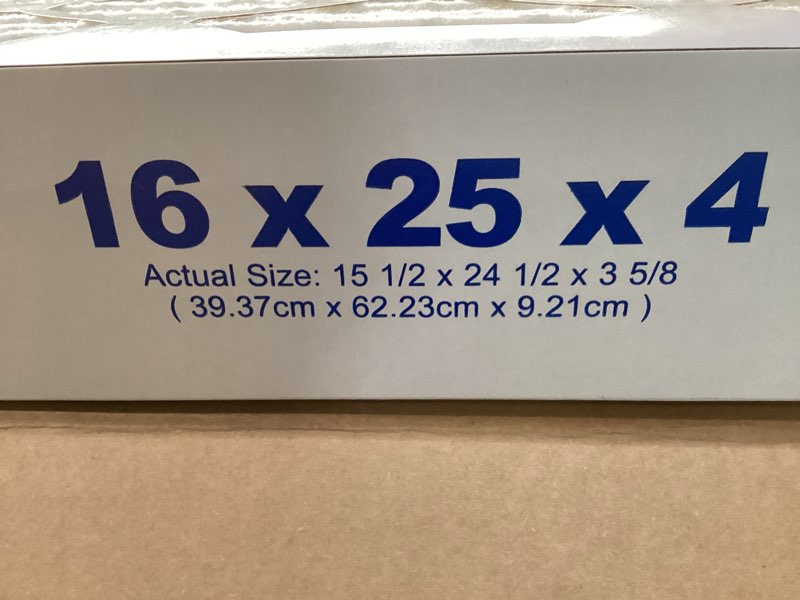 16 x 25 x 4
Actual Size: 15 1/2 x 24 1/2 x 3 5/8
( 39.37cm x 62.23cm x 9.21cm )